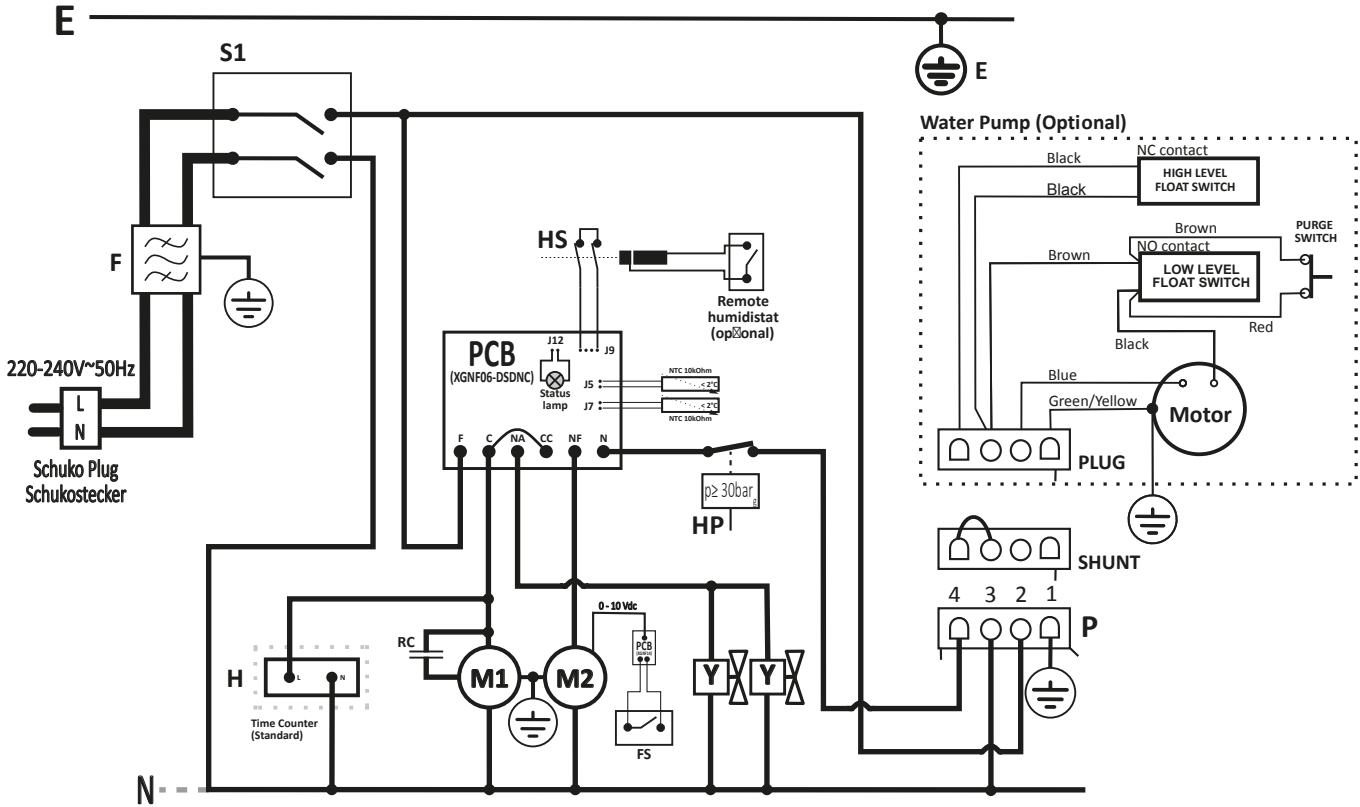 E
S1
E
Water Pump (Optional)
NC contact
Black
HIGH LEVEL
FLOAT SWITCH
Black
Brown
PURGE
SWITCH
NO contact
Brown
LOW LEVEL
FLOAT SWITCH
Red
Black
Blue
Green/Yellow
Motor
PLUG
F
HS
Remote
humidistat
(op▯onal)
220-240V~50Hz
L
N
Schuko Plug
Schukostecker
PCB
(XGNF06-DSDNC)
J12
J9
Status
lamp
J5
J7
NTC 10kOhm
< 2°C
< 2°C
NTC 10kOhm
F C NA CC NF N
p≥ 30bar
HP
SHUNT
4 3 2 1
P
0 - 10 Vdc
RC
PCB
H
L N
Time Counter
(Standard)
M1
M2
FS
Y
Y
N